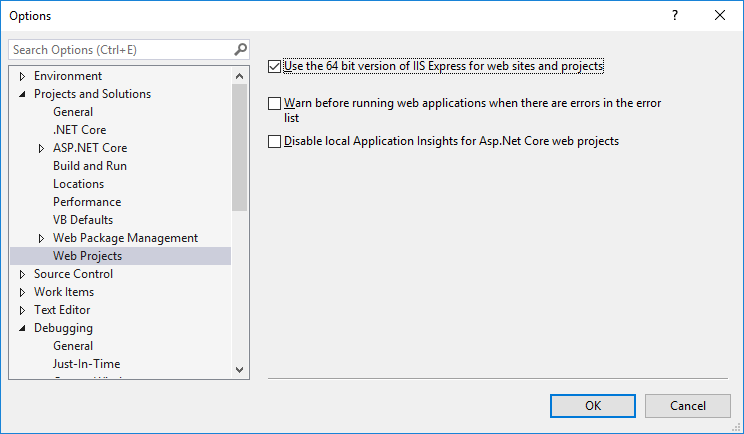 Options
Search Options (Ctrl+E)
Environment
Projects and Solutions
General
.NET Core
ASP.NET Core
Build and Run
Locations
Performance
VB Defaults
Web Package Management
Web Projects
Source Control
Work Items
Text Editor
Debugging
General
Just-In-Time
Use the 64 bit version of IIS Express for web sites and projects
Warn before running web applications when there are errors in the error
list
Disable local Application Insights for Asp.Net Core web projects
OK
Cancel